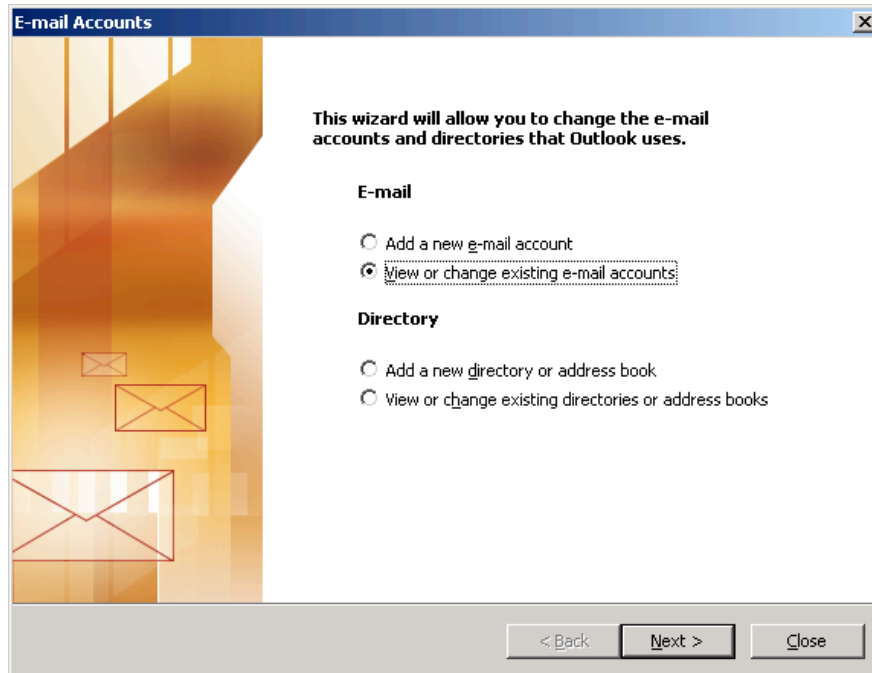 E-mail Accounts
This wizard will allow you to change the e-mail
accounts and directories that Outlook uses.
E-mail
Add a new e-mail account
View or change existing e-mail accounts
Directory
Add a new directory or address book
View or change existing directories or address books
< Back Next > Close